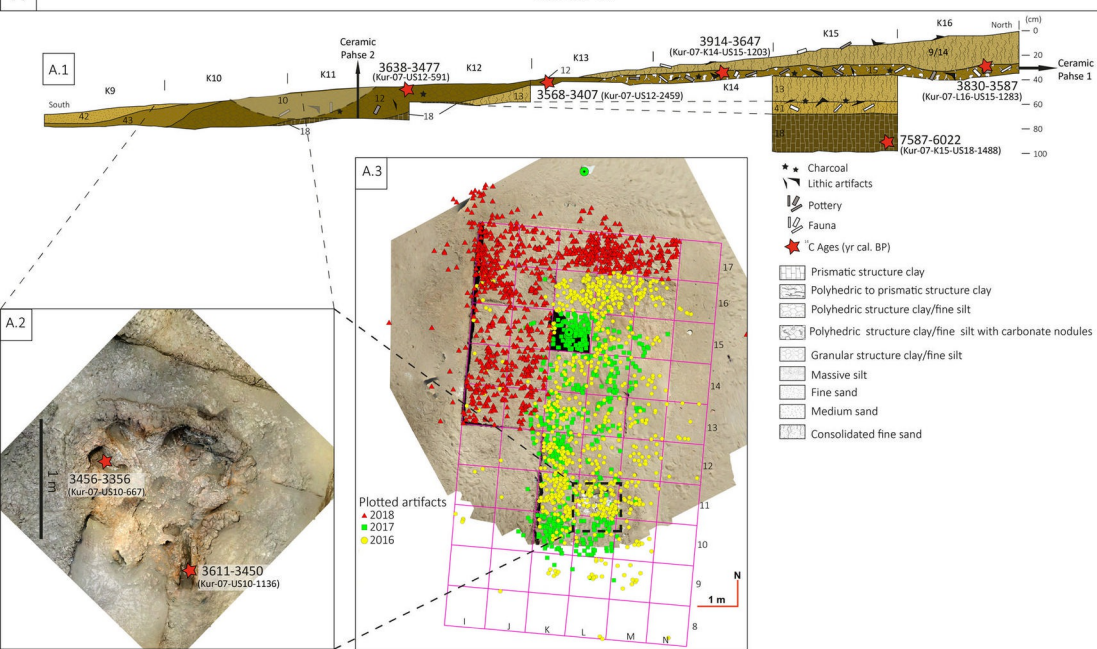 K16
North
(cm)
K15
0
3914-3647
(Kur-07-K14-US15-1203)
9/14
20
Ceramic
Pahse 2
K13
A.1
3638-3477
(Kur-07-US12-591)
K12
12
40
Ceramic
Pahse 1
K11
K10
K14
3830-3587
(Kur-07-L16-US15-1283)
K9
10
12
13
3568-3407 (Kur-07-US12-2459)
13
60
South
42
43
18
18
41
80
18
7587-6022
(Kur-07-K15-US18-1488)
100
A.3
Charcoal
Lithic artifacts
Pottery
Fauna
14C Ages (yr cal. BP)
Prismatic structure clay
Polyhedric to prismatic structure clay
Polyhedric structure clay/fine silt
Polyhedric structure clay/fine silt with carbonate nodules
Granular structure clay/fine silt
Massive silt
Fine sand
Medium sand
Consolidated fine sand
17
16
15
14
13
12
11
10
9
8
I
J
K
L
M
N
Plotted artifacts
2018
2017
2016
N
1 m
A.2
1 m
3456-3356
(Kur-07-US10-667)
3611-3450
(Kur-07-US10-1136)